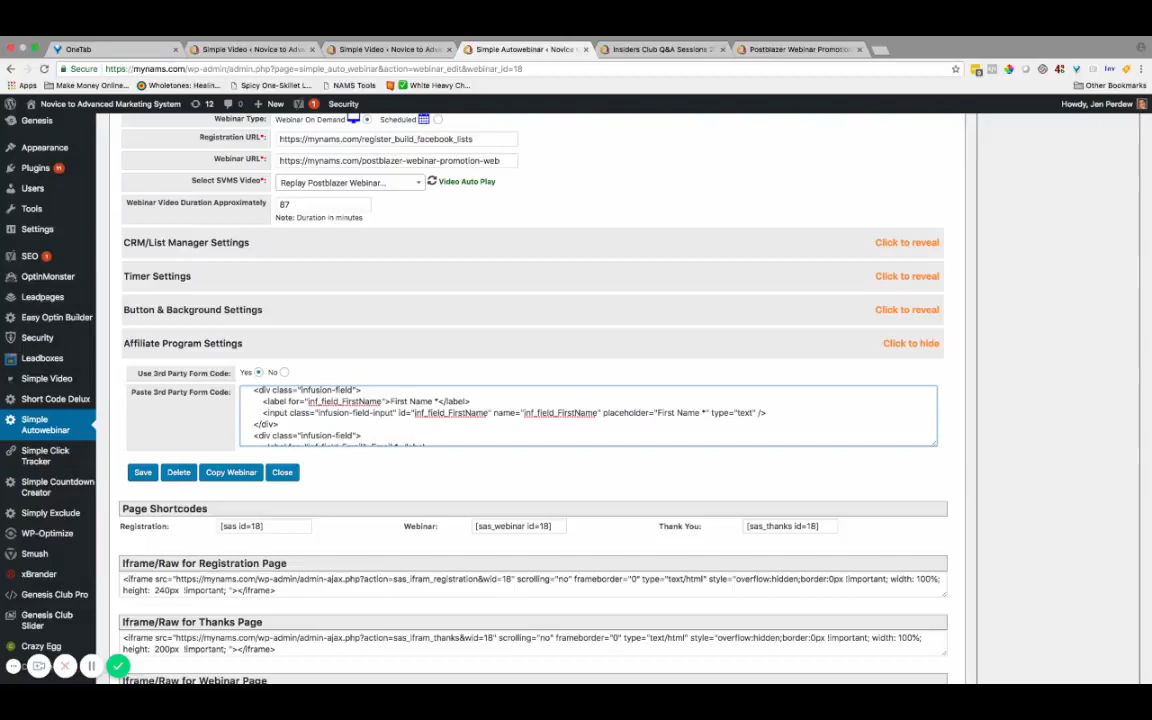 OneTab
Simple Video ‹ Novice to Adva
Simple Video ‹ Novice to Adva
Simple Autowebinar ‹ Novice
Insiders Club Q&A Sessions
Postblazer Webinar Promotio
Secure https://mynams.com/wp-admin/admin.php?page=simple_auto_webinar&action=webinar_edit&webinar_id=18
Apps Make Money Online... Wholetones: Healin... Spicy One-Skillet L... NAMS Tools White Heavy Ch... Other Bookmarks
Novice to Advanced Marketing System 12 0 New 1 Security Howdy, Jen Perdew
Genesis
Appearance
Plugins
Users
Tools
Settings
SEO 1
OptinMonster
Leadpages
Easy Optin Builder
Security
Leadboxes
Simple Video
Short Code Delux
Simple
Autowebinar
Simple Click
Tracker
Simple Countdown
Creator
Simply Exclude
WP-Optimize
Smush
xBrander
Genesis Club Pro
Genesis Club
Slider
Crazy Egg
Webinar Type: Webinar On Demand Scheduled
Registration URL*: https://mynams.com/register_build_facebook_lists
Webinar URL*: https://mynams.com/postblazer-webinar-promotion-web
Select SVMS Video*: Replay Postblazer Webinar... Video Auto Play
Webinar Video Duration Approximately 87
Note: Duration in minutes
CRM/List Manager Settings Click to reveal
Timer Settings Click to reveal
Button & Background Settings Click to reveal
Affiliate Program Settings Click to hide
Use 3rd Party Form Code: Yes No
Paste 3rd Party Form Code:
<div class="infusion-field">
<label for="inf_field_FirstName">First Name *</label>
<input class="infusion-field-input" id="inf_field_FirstName" name="inf_field_FirstName" placeholder="First Name *" type="text" />
</div>
<div class="infusion-field">
Save Delete Copy Webinar Close
Page Shortcodes
Registration: [sas id=18] Webinar: [sas_webinar id=18] Thank You: [sas_thanks id=18]
Iframe/Raw for Registration Page
<iframe src="https://mynams.com/wp-admin/admin-ajax.php?action=sas_ifram_registration&wid=18" scrolling="no" frameborder="0" type="text/html" style="overflow:hidden;border:0px !important; width: 100%;
height: 240px !important; "></iframe>
Iframe/Raw for Thanks Page
<iframe src="https://mynams.com/wp-admin/admin-ajax.php?action=sas_ifram_thanks&wid=18" scrolling="no" frameborder="0" type="text/html" style="overflow:hidden;border:0px !important; width: 100%;
height: 200px !important; "></iframe>
Iframe/Raw for Webinar Page